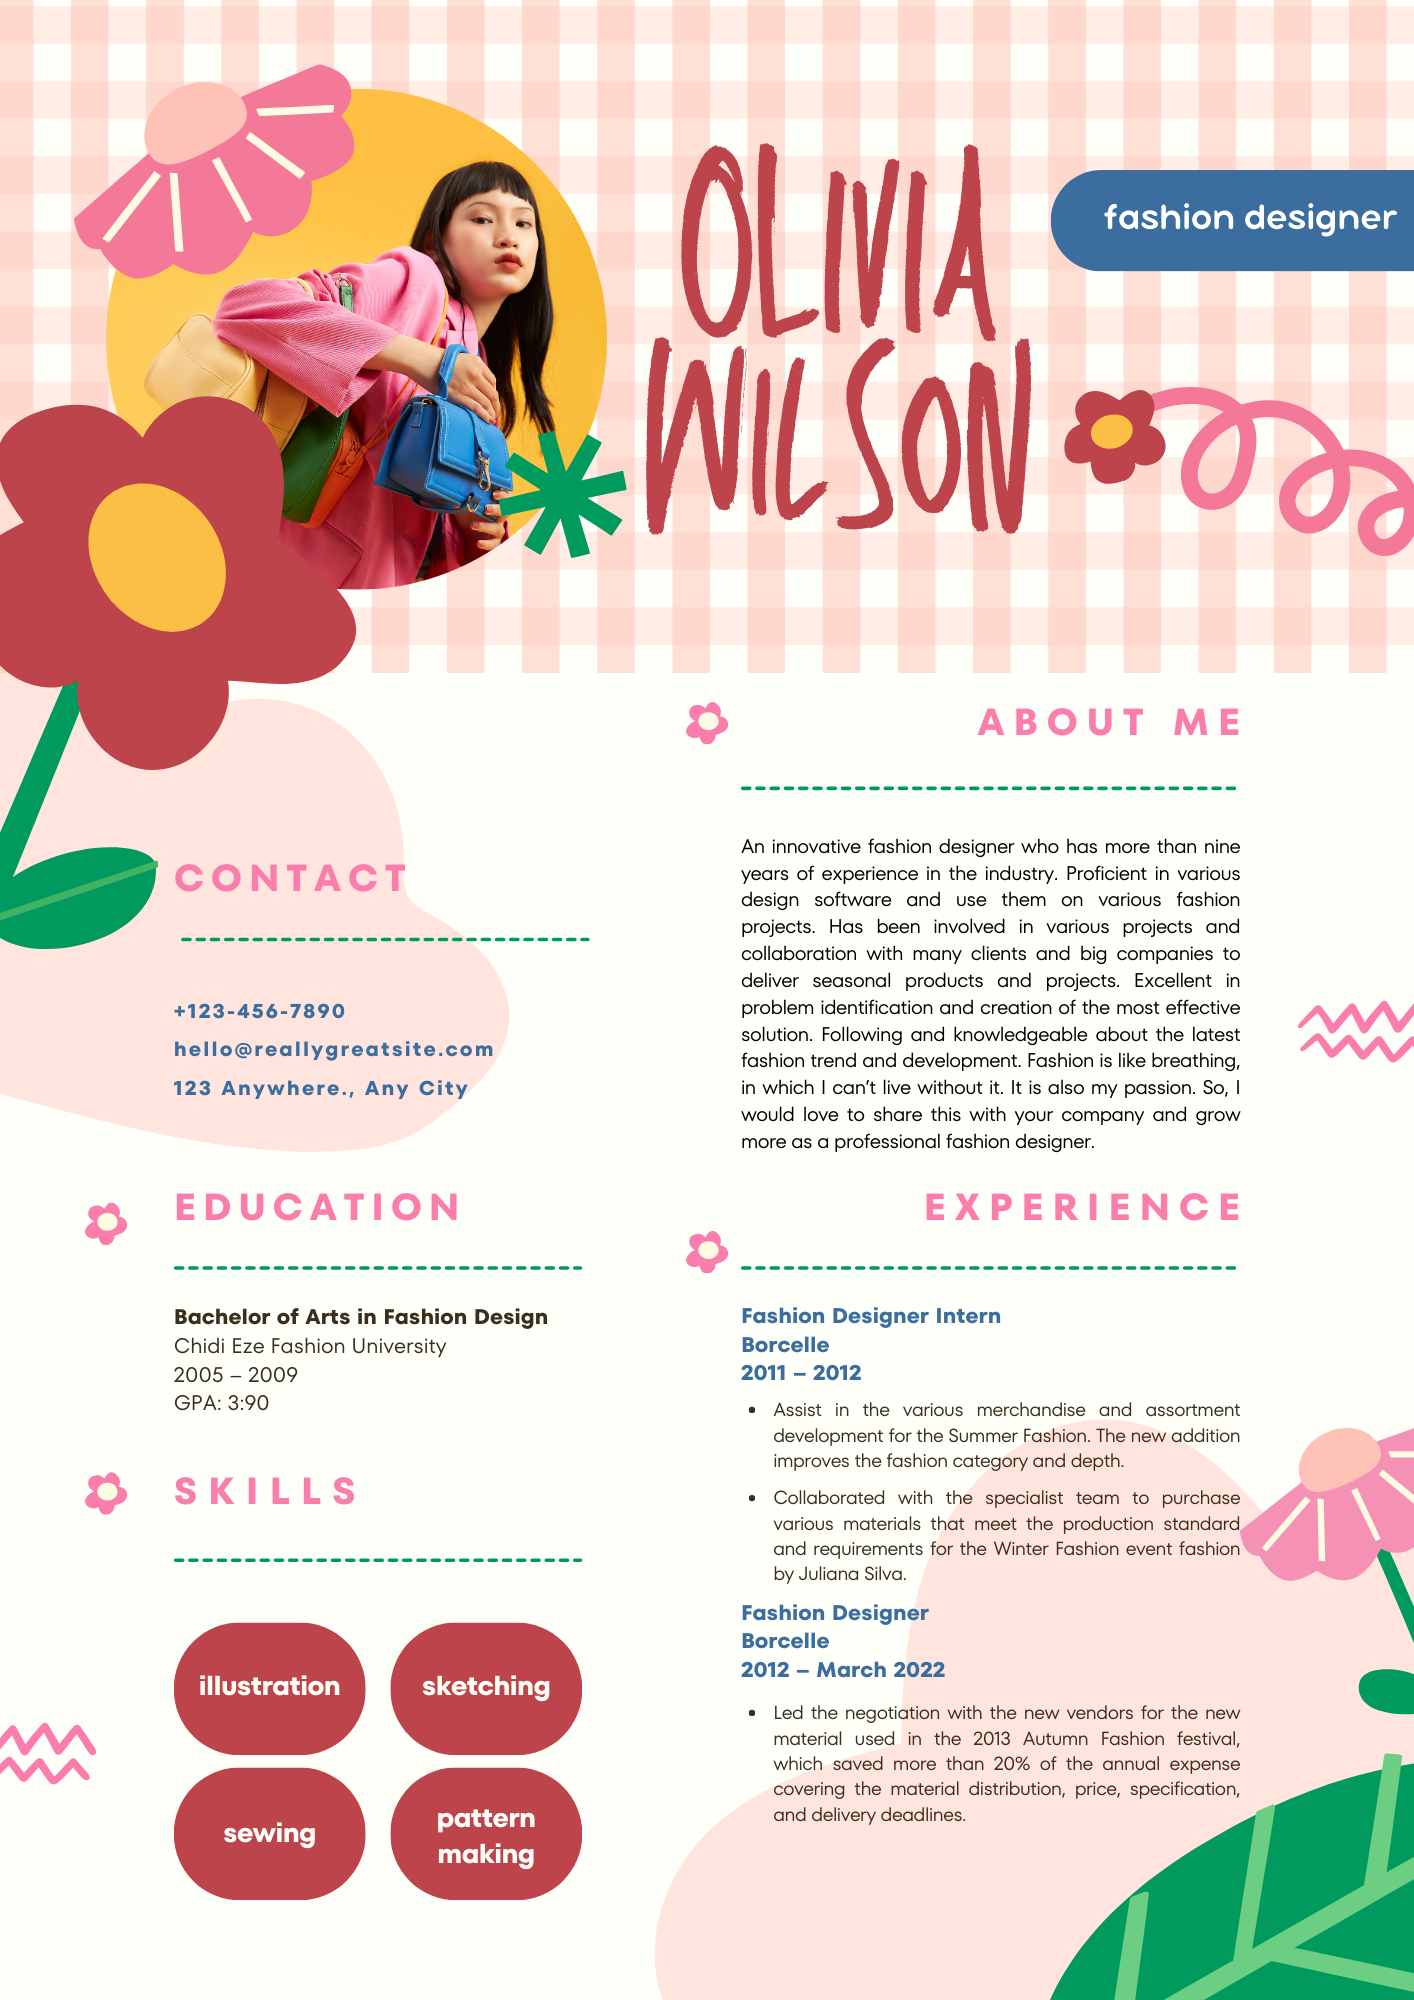 OLIVIA
WILSON
fashion designer
CONTACT
+123-456-7890
hello@reallygreatsite.com
123 Anywhere., Any City
EDUCATION
Bachelor of Arts in Fashion Design
Chidi Eze Fashion University
2005 – 2009
GPA: 3:90
SKILLS
illustration
sketching
sewing
pattern
making
ABOUT ME
An innovative fashion designer who has more than nine
years of experience in the industry. Proficient in various
design software and use them on various fashion
projects. Has been involved in various projects and
collaboration with many clients and big companies to
deliver seasonal products and projects. Excellent in
problem identification and creation of the most effective
solution. Following and knowledgeable about the latest
fashion trend and development. Fashion is like breathing,
in which I can’t live without it. It is also my passion. So, I
would love to share this with your company and grow
more as a professional fashion designer.
EXPERIENCE
Fashion Designer Intern
Borcelle
2011 – 2012
• Assist in the various merchandise and assortment
development for the Summer Fashion. The new addition
improves the fashion category and depth.
• Collaborated with the specialist team to purchase
various materials that meet the production standard
and requirements for the Winter Fashion event fashion
by Juliana Silva.
Fashion Designer
Borcelle
2012 – March 2022
• Led the negotiation with the new vendors for the new
material used in the 2013 Autumn Fashion festival,
which saved more than 20% of the annual expense
covering the material distribution, price, specification,
and delivery deadlines.